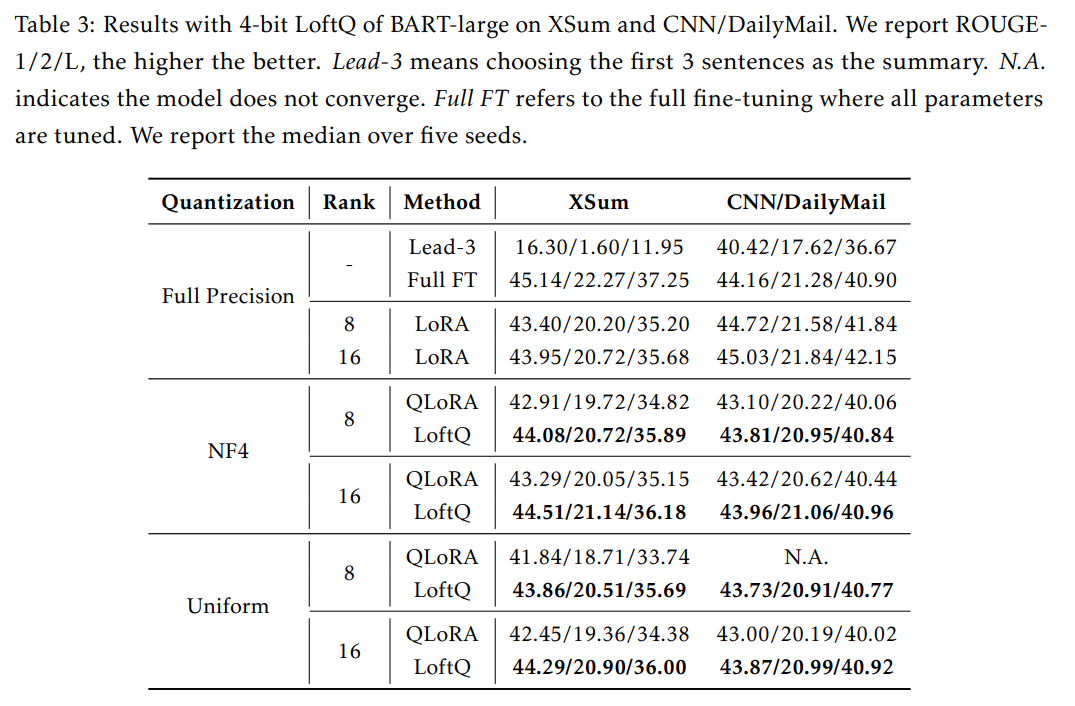 Table 3: Results with 4-bit LoftQ of BART-large on XSum and CNN/DailyMail. We report ROUGE-
1/2/L, the higher the better. Lead-3 means choosing the first 3 sentences as the summary. N.A.
indicates the model does not converge. Full FT refers to the full fine-tuning where all parameters
are tuned. We report the median over five seeds.
Quantization Rank Method XSum CNN/DailyMail
Full Precision - Lead-3 16.30/1.60/11.95 40.42/17.62/36.67
Full FT 45.14/22.27/37.25 44.16/21.28/40.90
8 LoRA 43.40/20.20/35.20 44.72/21.58/41.84
16 LoRA 43.95/20.72/35.68 45.03/21.84/42.15
NF4 8 QLoRA 42.91/19.72/34.82 43.10/20.22/40.06
LoftQ 44.08/20.72/35.89 43.81/20.95/40.84
16 QLoRA 43.29/20.05/35.15 43.42/20.62/40.44
LoftQ 44.51/21.14/36.18 43.96/21.06/40.96
Uniform 8 QLoRA 41.84/18.71/33.74 N.A.
LoftQ 43.86/20.51/35.69 43.73/20.91/40.77
16 QLoRA 42.45/19.36/34.38 43.00/20.19/40.02
LoftQ 44.29/20.90/36.00 43.87/20.99/40.92